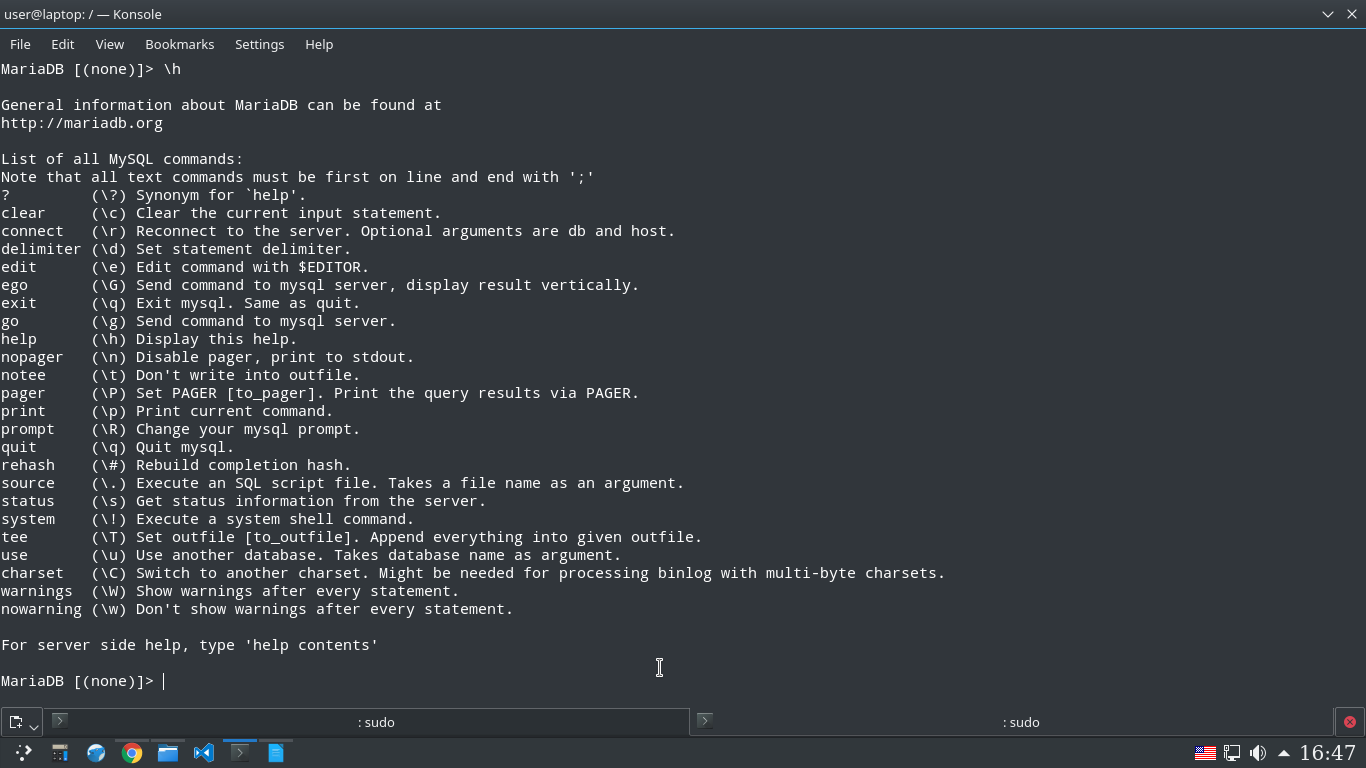 user@laptop: / — Konsole
File Edit View Bookmarks Settings Help
MariaDB [(none)]> \h
General information about MariaDB can be found at
http://mariadb.org
List of all MySQL commands:
Note that all text commands must be first on line and end with ';'
?         (\?) Synonym for `help'.
clear     (\c) Clear the current input statement.
connect   (\r) Reconnect to the server. Optional arguments are db and host.
delimiter (\d) Set statement delimiter.
edit      (\e) Edit command with $EDITOR.
ego       (\G) Send command to mysql server, display result vertically.
exit      (\q) Exit mysql. Same as quit.
go        (\g) Send command to mysql server.
help      (\h) Display this help.
nopager   (\n) Disable pager, print to stdout.
notee     (\t) Don't write into outfile.
pager     (\P) Set PAGER [to_pager]. Print the query results via PAGER.
print     (\p) Print current command.
prompt    (\R) Change your mysql prompt.
quit      (\q) Quit mysql.
rehash    (\#) Rebuild completion hash.
source    (\.) Execute an SQL script file. Takes a file name as an argument.
status    (\s) Get status information from the server.
system    (\!) Execute a system shell command.
tee       (\T) Set outfile [to_outfile]. Append everything into given outfile.
use       (\u) Use another database. Takes database name as argument.
charset   (\C) Switch to another charset. Might be needed for processing binlog with multi-byte charsets.
warnings  (\W) Show warnings after every statement.
nowarning (\w) Don't show warnings after every statement.
For server side help, type 'help contents'
MariaDB [(none)]>
: sudo : sudo
16:47